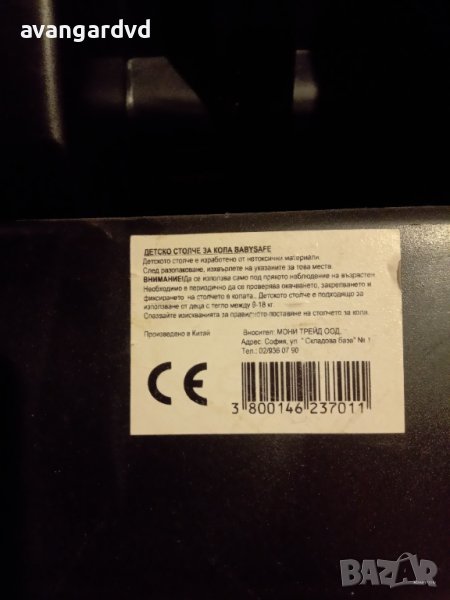 avangardvd
ДЕТСКО СТОЛЧЕ ЗА КОЛА BABYSAFE
Детското столче е изработено от нетоксични материали.
След разопаковане, изхвърлете на указаните за това места.
ВНИМАНИЕ!Да се използва само под прякото наблюдение на възрастен.
Необходимо е периодично да се проверява окачването, закрепването и
фиксирането на столчето в колата. Детското столче е подходящо за
използване от деца с тегло между 9-18 кг.
Спазвайте изискванията за правилното поставяне на столчето за кола.
Произведено в Китай
Вносител: МОНИ ТРЕЙД ООД,
Адрес: София, ул. " Складова база" № 1
Тел.: 02/936 07 90
CE
3 800146 237011
BAZAR